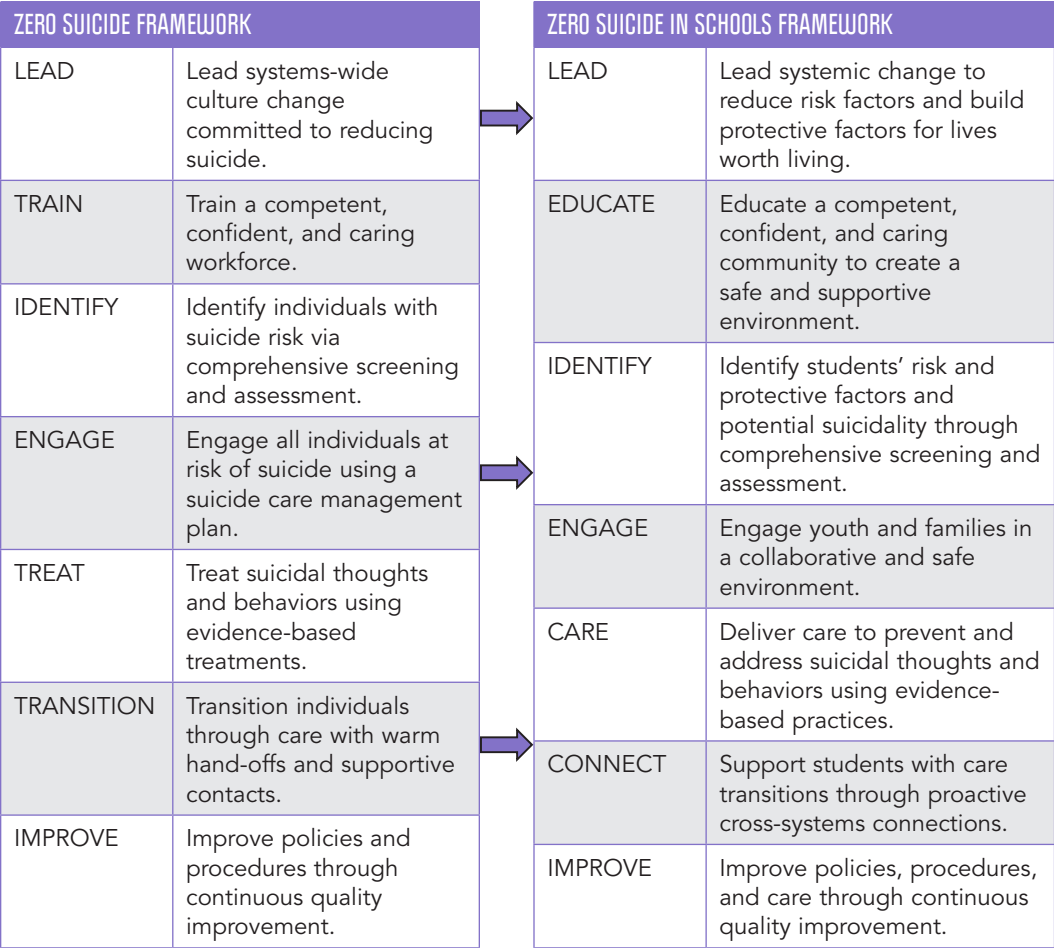 ZERO SUICIDE FRAMEWORK
LEAD
Lead systems-wide
culture change
committed to reducing
suicide.
TRAIN
Train a competent,
confident, and caring
workforce.
IDENTIFY
Identify individuals with
suicide risk via
comprehensive screening
and assessment.
ENGAGE
Engage all individuals at
risk of suicide using a
suicide care management
plan.
TREAT
Treat suicidal thoughts
and behaviors using
evidence-based
treatments.
TRANSITION
Transition individuals
through care with warm
hand-offs and supportive
contacts.
IMPROVE
Improve policies and
procedures through
continuous quality
improvement.
ZERO SUICIDE IN SCHOOLS FRAMEWORK
LEAD
Lead systemic change to
reduce risk factors and build
protective factors for lives
worth living.
EDUCATE
Educate a competent,
confident, and caring
community to create a
safe and supportive
environment.
IDENTIFY
Identify students’ risk and
protective factors and
potential suicidality through
comprehensive screening and
assessment.
ENGAGE
Engage youth and families in
a collaborative and safe
environment.
CARE
Deliver care to prevent and
address suicidal thoughts and
behaviors using evidence-
based practices.
CONNECT
Support students with care
transitions through proactive
cross-systems connections.
IMPROVE
Improve policies, procedures,
and care through continuous
quality improvement.